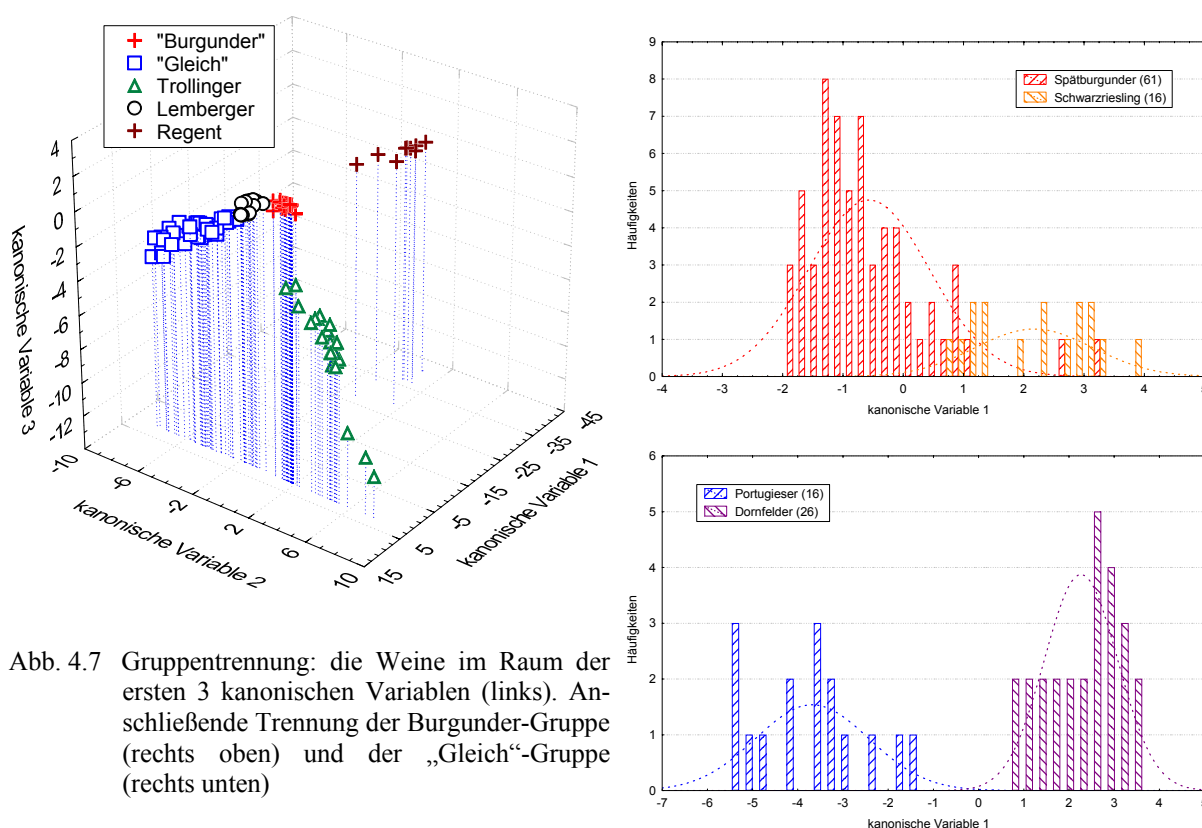 "Burgunder"
"Gleich"
Trollinger
Lemberger
Regent
4
2
0
-2
-4
-6
-8
-10
-12
kanonische Variable 3
-10
-6
-2
2
6
10
kanonische Variable 2
15
5
-5
-15
-25
-35
-45
kanonische Variable 1
Abb. 4.7 Gruppentrennung: die Weine im Raum der
ersten 3 kanonischen Variablen (links). An-
schließende Trennung der Burgunder-Gruppe
(rechts oben) und der „Gleich“-Gruppe
(rechts unten)
9
8
7
6
5
4
3
2
1
0
Häufigkeiten
Spätburgunder (61)
Schwarzriesling (16)
-4 -3 -2 -1 0 1 2 3 4
kanonische Variable 1
6
5
4
3
2
1
0
Häufigkeiten
Portugieser (16)
Dornfelder (26)
-7 -6 -5 -4 -3 -2 -1 0 1 2 3 4
kanonische Variable 1